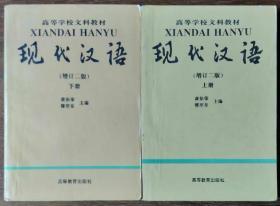 高等学校文科教材
XIANDAI HANYU
现代汉语
（增订二版）
下册
黄伯荣
廖序东
主编
高等教育出版社
高等学校文科教材
XIANDAI HANYU
现代汉语
（增订二版）
上册
黄伯荣
廖序东
主编
高等教育出版社